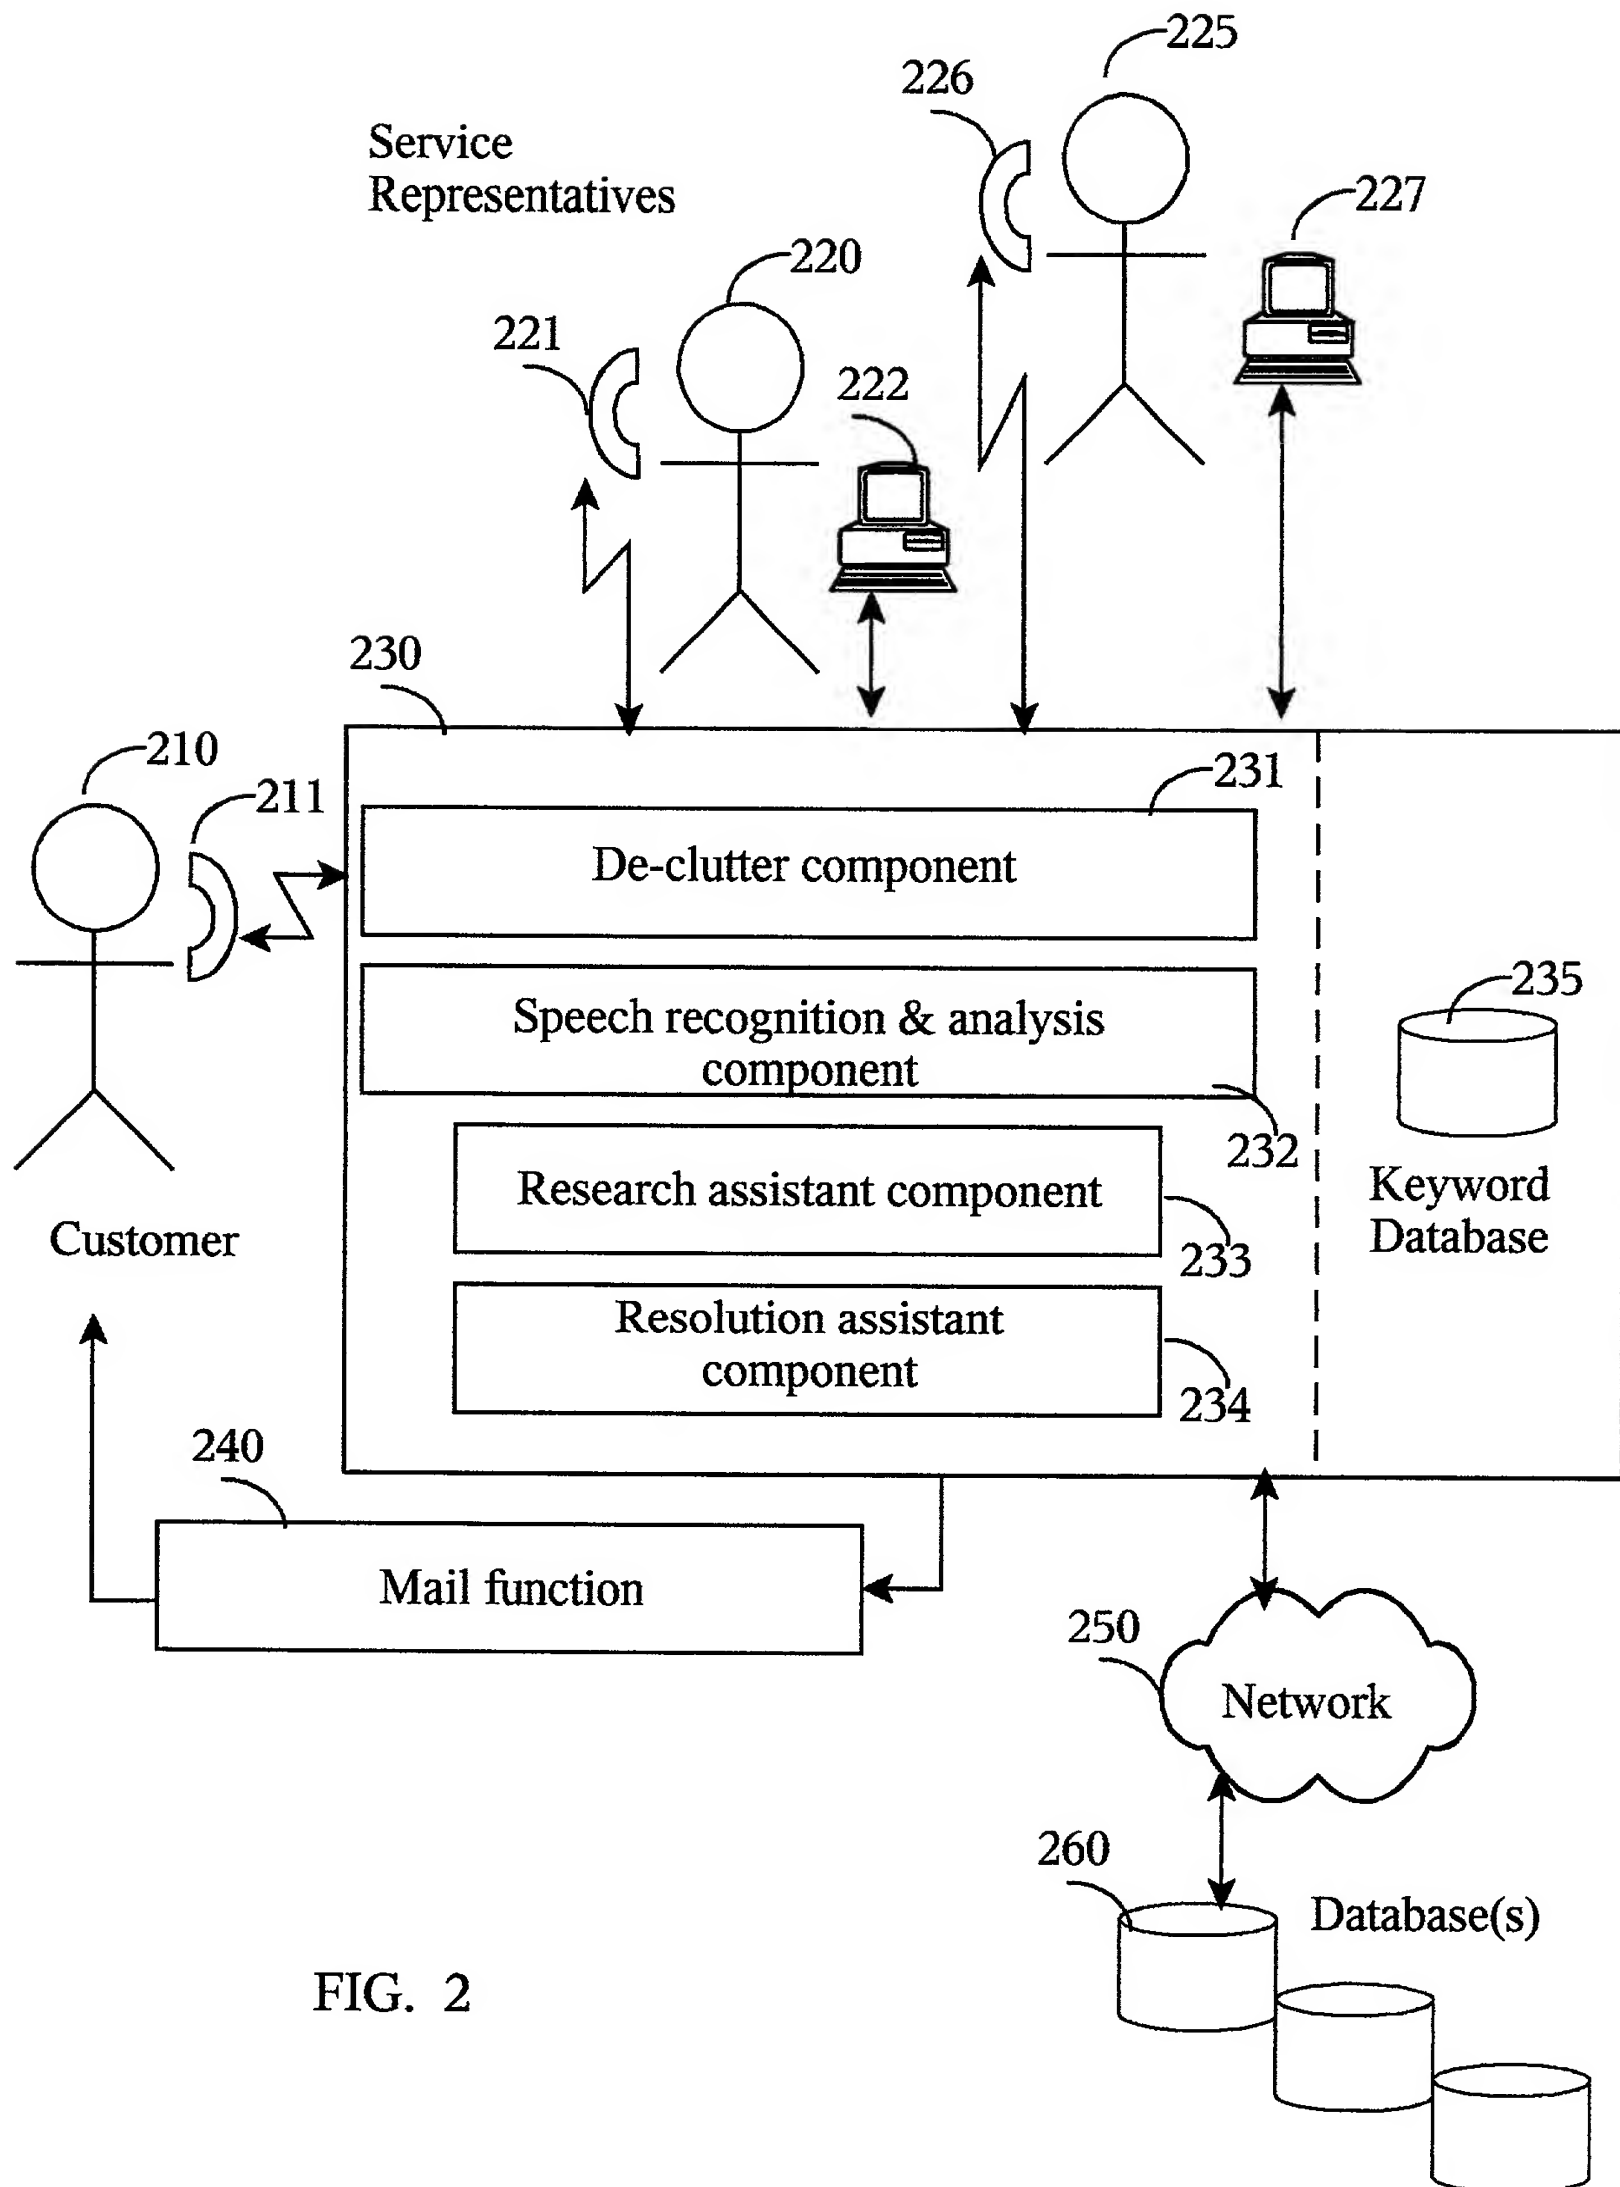 225
226
Service
Representatives
227
220
221
222
230
210
211
231
De-clutter component
235
Speech recognition & analysis
component
232
Keyword
Database
Research assistant component
233
Customer
Resolution assistant
component
234
240
Mail function
250
Network
260
Database(s)
FIG. 2